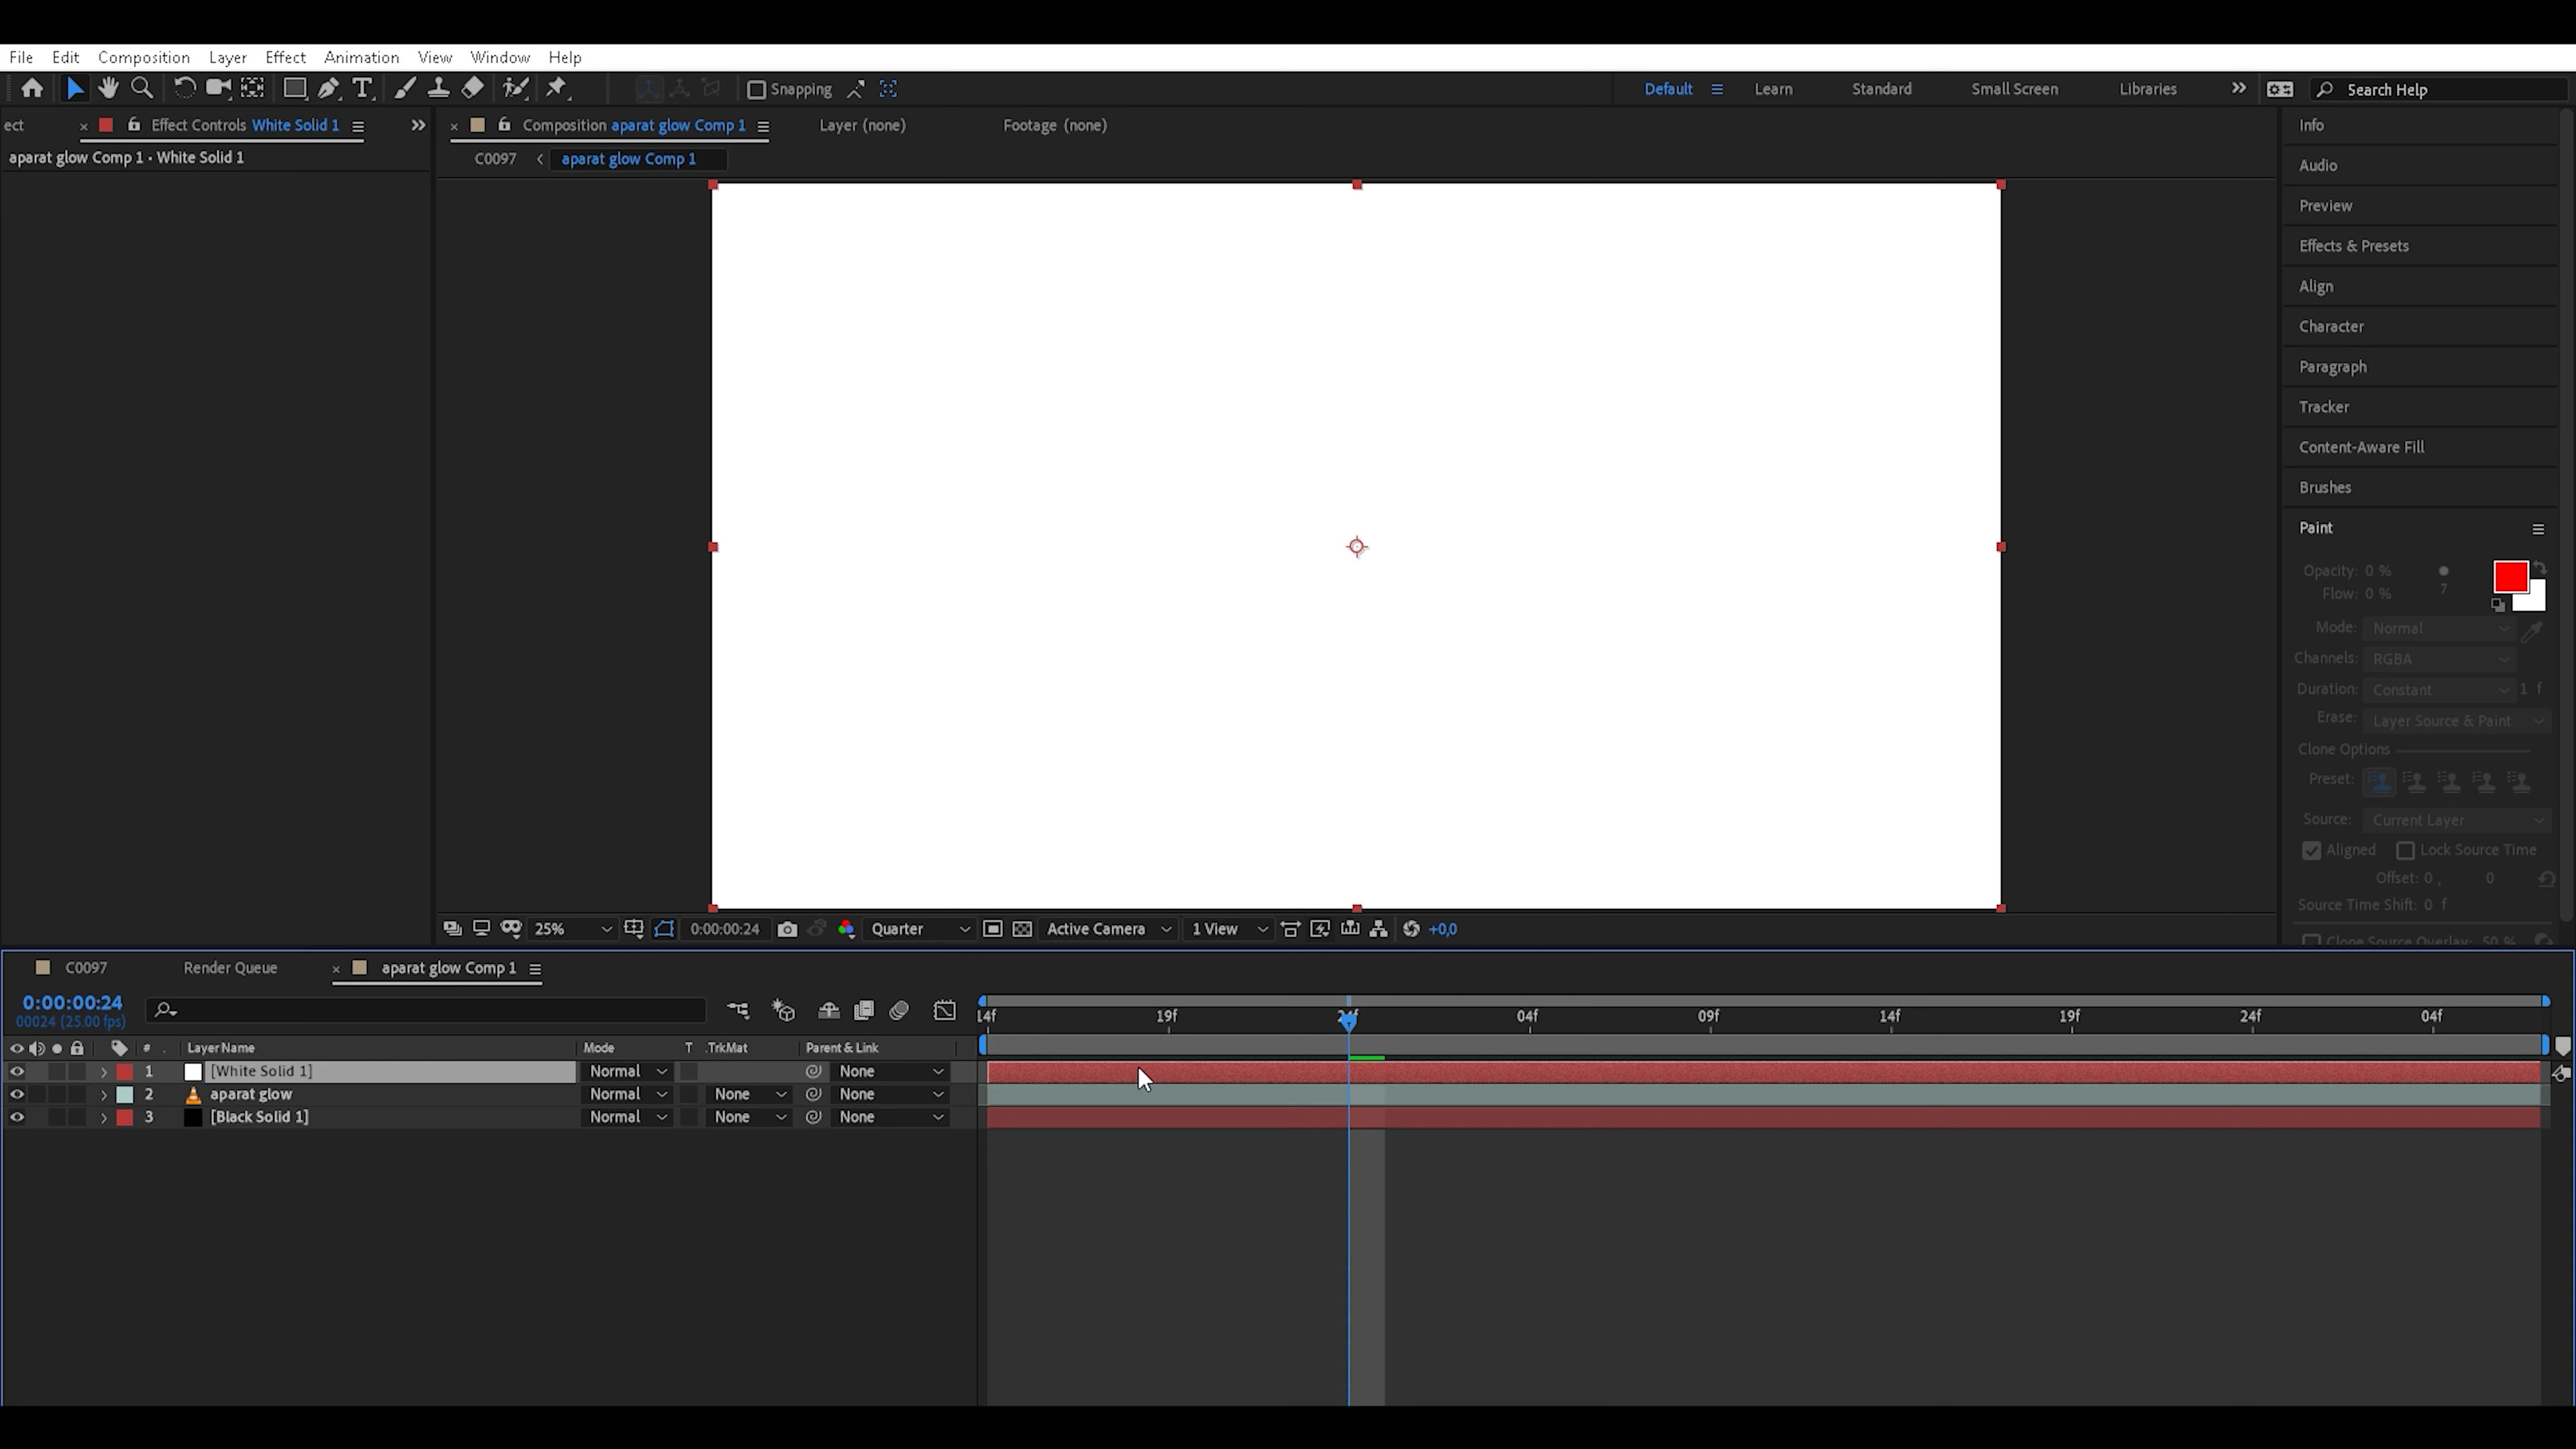 File Edit Composition Layer Effect Animation View Window Help
Snapping Default Learn Standard Small Screen Libraries Search Help
ect Effect Controls White Solid 1 Composition aparat glow Comp 1 Layer (none) Footage (none)
aparat glow Comp 1 • White Solid 1
C0097 aparat glow Comp 1
Info
Audio
Preview
Effects & Presets
Align
Character
Paragraph
Tracker
Content-Aware Fill
Brushes
Paint
Opacity: 0 %
Flow: 0 % 7
Mode: Normal
Channels: RGBA
Duration: Constant 1 f
Erase: Layer Source & Paint
Clone Options
Preset:
Source: Current Layer
Aligned Lock Source Time
Offset: 0 , 0
Source Time Shift: 0 f
Clone Source Overlay: 50 %
25% 0:00:00:24 Quarter Active Camera 1 View +0,0
C0097 Render Queue aparat glow Comp 1
0:00:00:24
00024 (25.00 fps)
14f 19f 24f 04f 09f 14f 19f 24f 04f
# Layer Name Mode T .TrkMat Parent & Link
1 [White Solid 1] Normal None
2 aparat glow Normal None None
3 [Black Solid 1] Normal None None